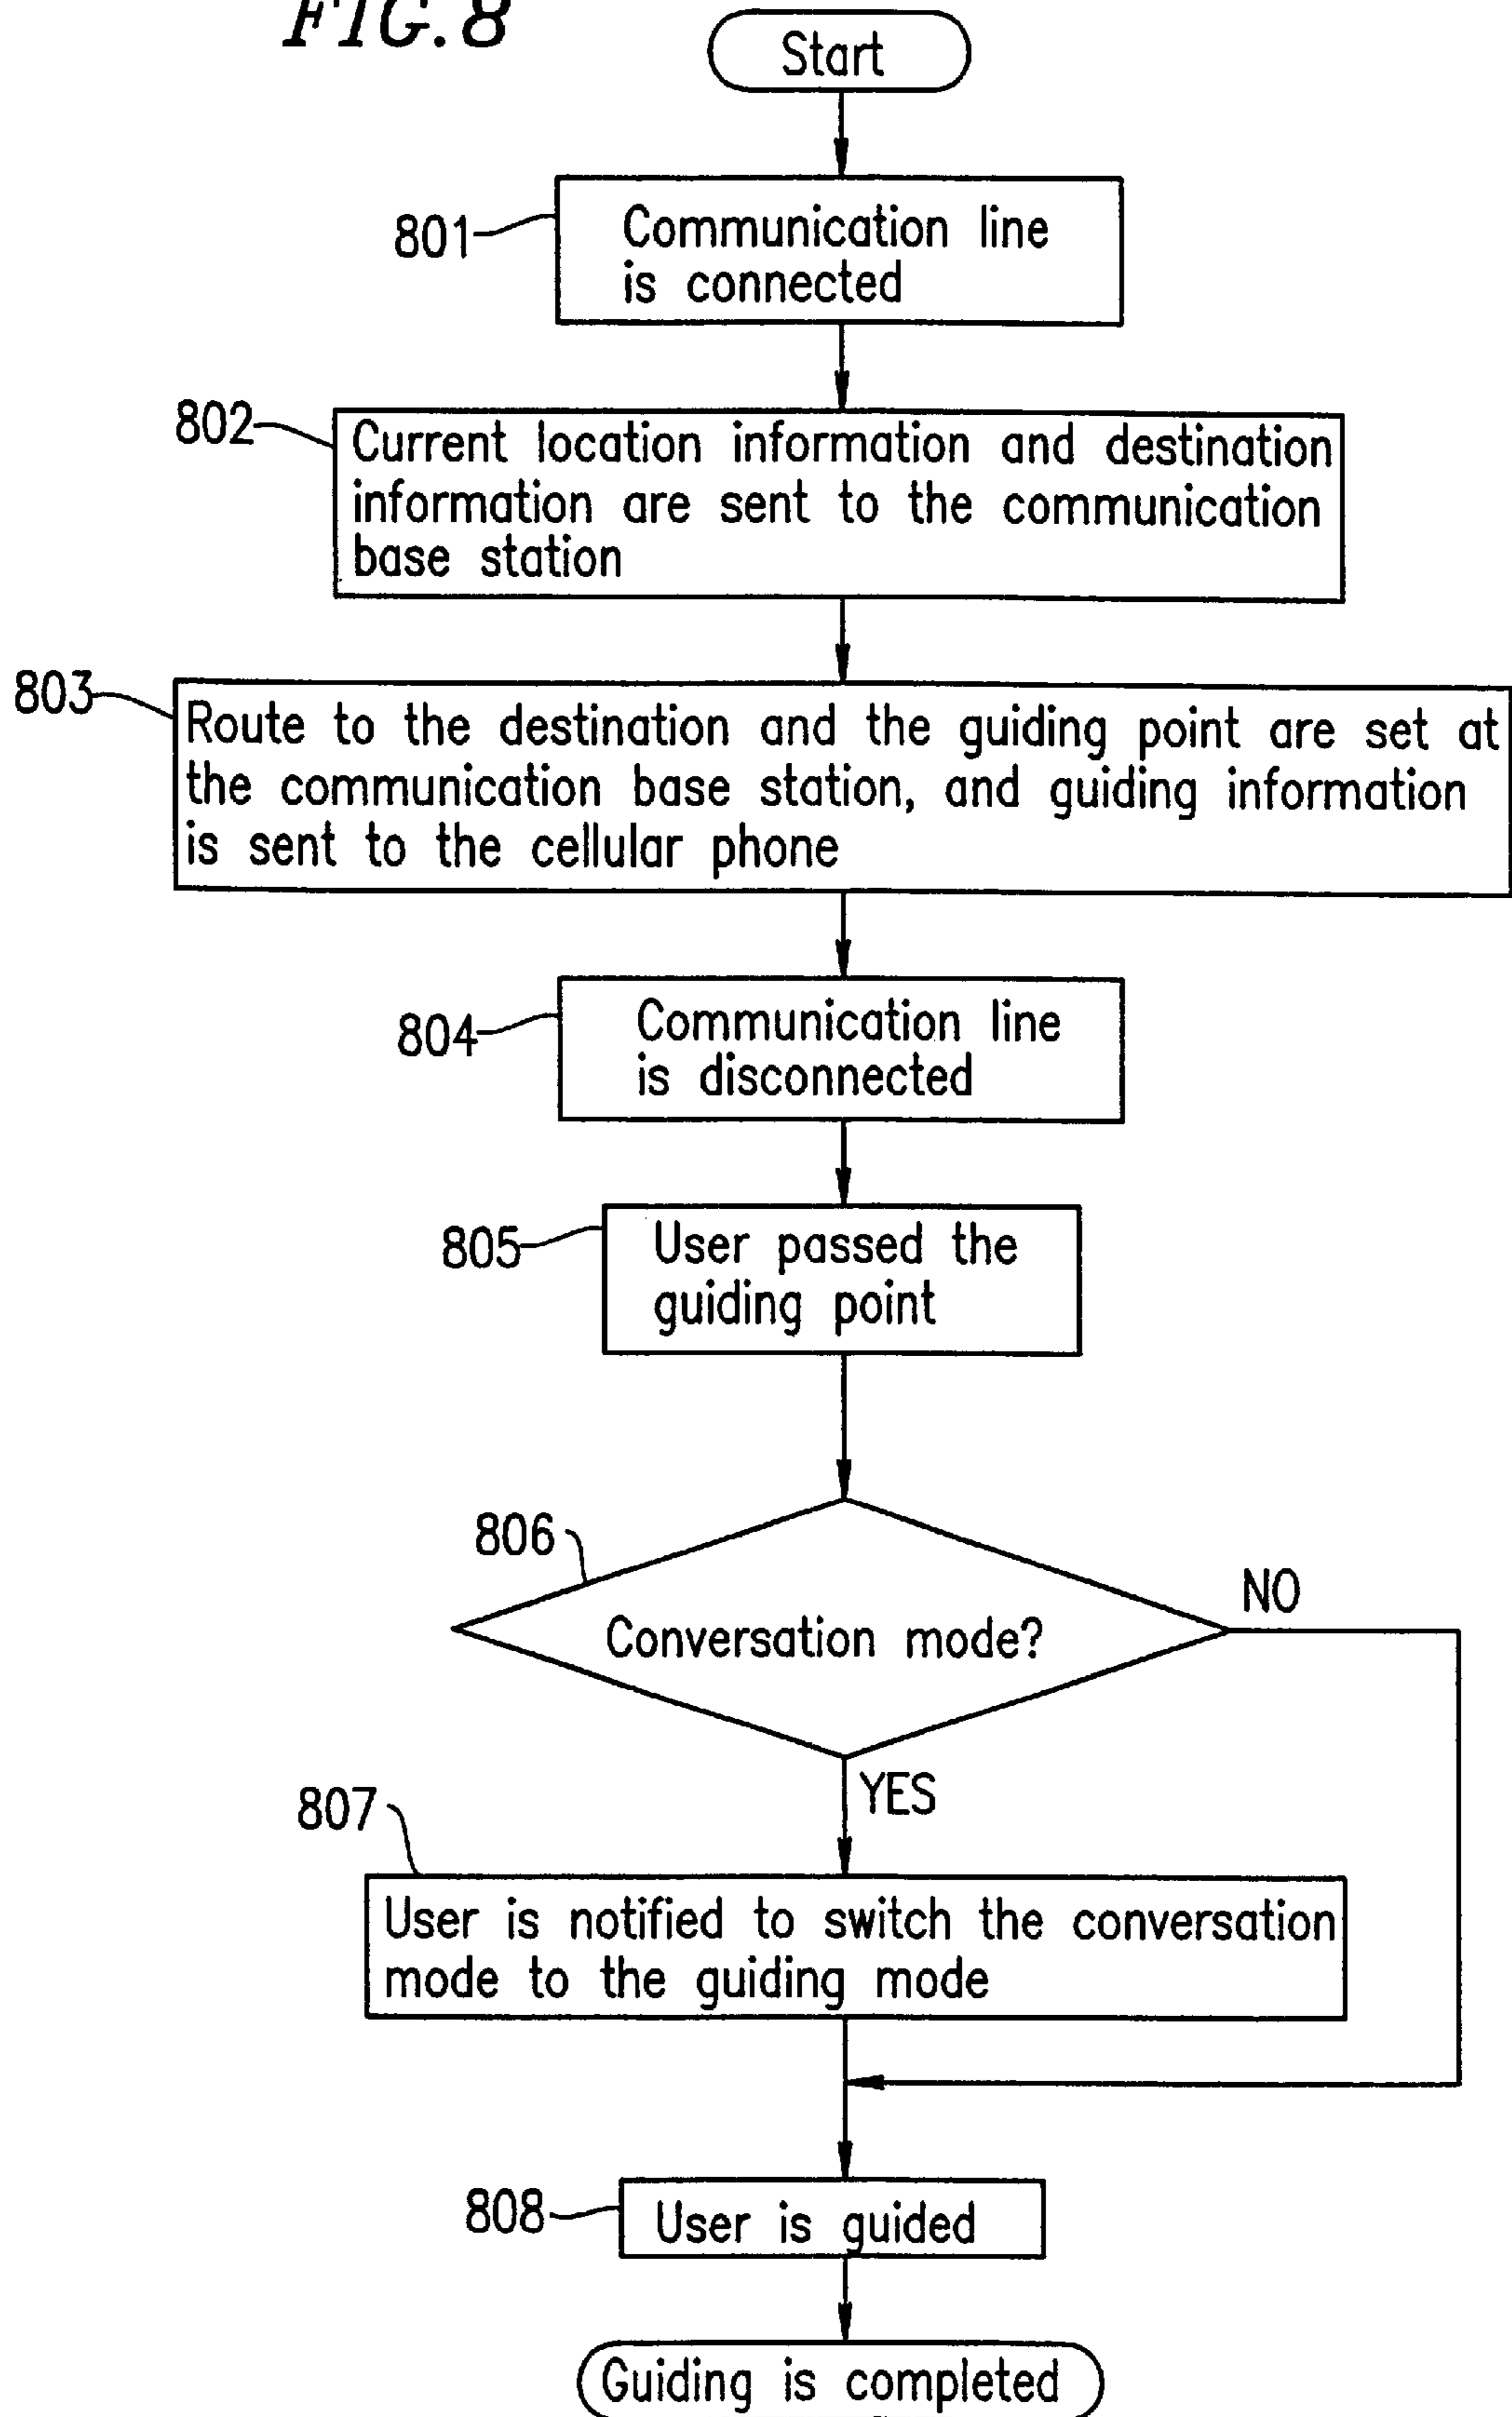 FIG. 8
Start
801
Communication line
is connected
802
Current location information and destination
information are sent to the communication
base station
803
Route to the destination and the guiding point are set at
the communication base station, and guiding information
is sent to the cellular phone
804
Communication line
is disconnected
805
User passed the
guiding point
806
Conversation mode?
NO
YES
807
User is notified to switch the conversation
mode to the guiding mode
808
User is guided
Guiding is completed